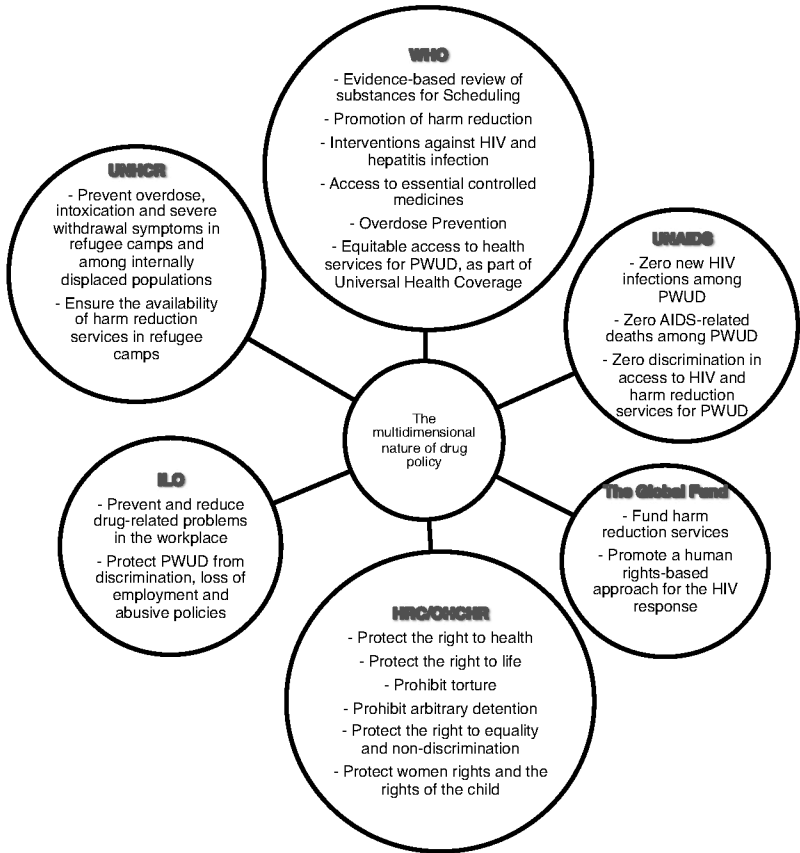 WHO
- Evidence-based review of
substances for Scheduling
- Promotion of harm reduction
- Interventions against HIV and
hepatitis infection
- Access to essential controlled
medicines
- Overdose Prevention
- Equitable access to health
services for PWUD, as part of
Universal Health Coverage
UNHCR
- Prevent overdose,
intoxication and severe
withdrawal symptoms in
refugee camps and
among internally
displaced populations
- Ensure the availability
of harm reduction
services in refugee
camps
UNAIDS
- Zero new HIV
infections among
PWUD
- Zero AIDS-related
deaths among PWUD
- Zero discrimination in
access to HIV and
harm reduction
services for PWUD
The
multidimensional
nature of drug
policy
ILO
- Prevent and reduce
drug-related problems
in the workplace
- Protect PWUD from
discrimination, loss of
employment and
abusive policies
The Global Fund
- Fund harm
reduction services
- Promote a human
rights-based
approach for the HIV
response
HRC/OHCHR
- Protect the right to health
- Protect the right to life
- Prohibit torture
- Prohibit arbitrary detention
- Protect the right to equality
and non-discrimination
- Protect women rights and the
rights of the child